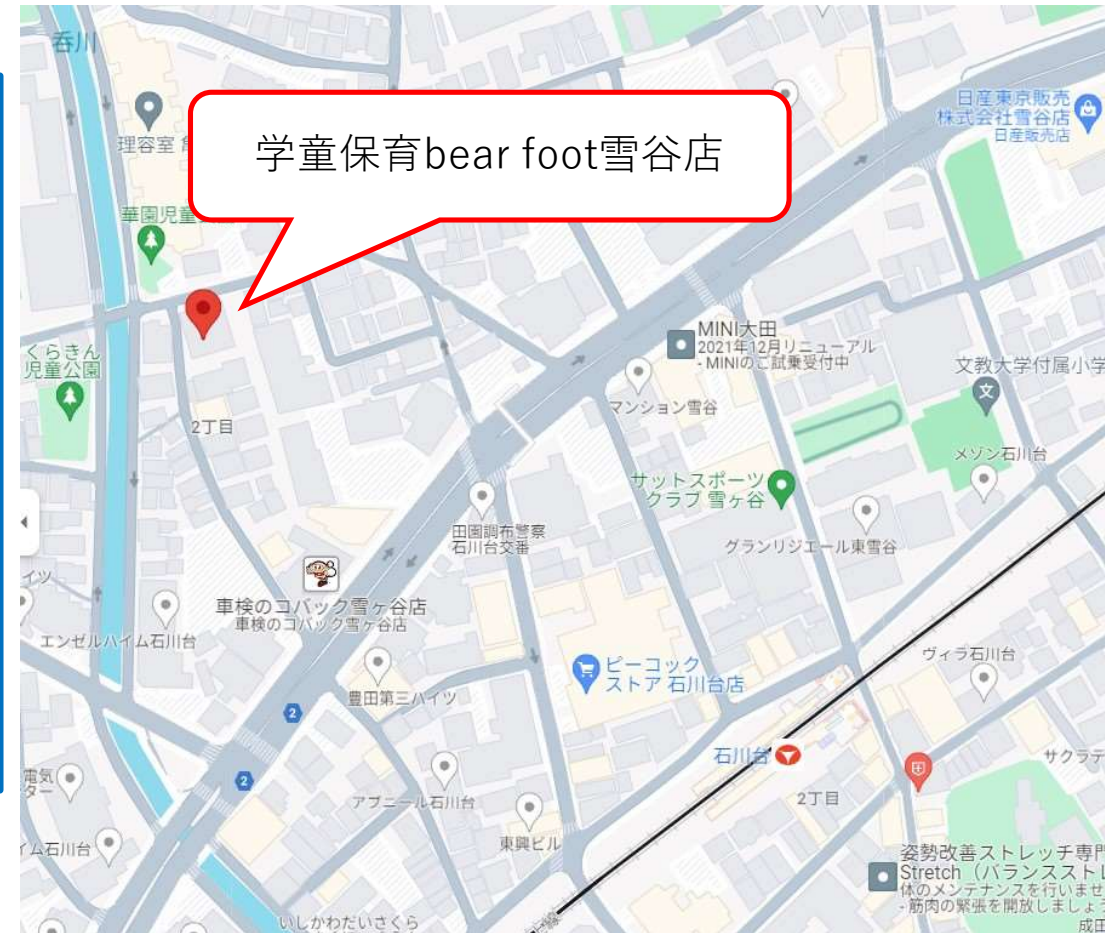 呑川
日産東京販売
株式会社雪谷店
日産販売店
理容室
学童保育bear foot雪谷店
華園児童
MINI大田
2021年12月リニューアル
- MINIのご試乗受付中
くらきん
児童公園
文教大学付属小学
マンション雪谷
2丁目
メゾン石川台
サットスポーツ
クラブ 雪ヶ谷
田園調布警察
石川台交番
グランリジエール東雪谷
イツ
車検のコバック雪ヶ谷店
車検のコバック雪ヶ谷店
エンゼルハイム石川台
ピーコック
ストア 石川台店
ヴィラ石川台
豊田第三ハイツ
2
石川台
サクラテ
2
電気
ター
アブニール石川台
2丁目
東興ビル
イム石川台
姿勢改善ストレッチ専門
Stretch（バランススト
体のメンテナンスを行いませ
- 筋肉の緊張を開放しましょ
いしかわだいさくら
成田